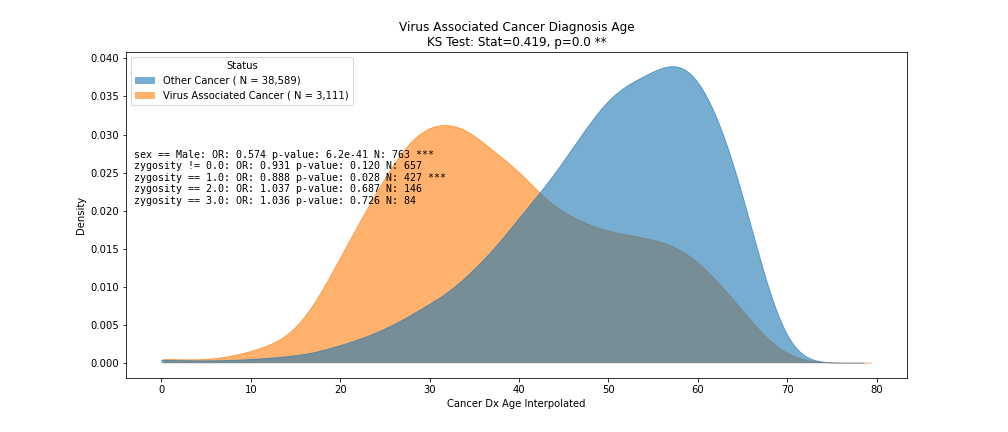 Virus Associated Cancer Diagnosis Age
KS Test: Stat=0.419, p=0.0 **
Status
Other Cancer ( N = 38,589)
Virus Associated Cancer ( N = 3,111)
sex == Male: OR: 0.574 p-value: 6.2e-41 N: 763 ***
zygosity != 0.0: OR: 0.931 p-value: 0.120 N: 657
zygosity == 1.0: OR: 0.888 p-value: 0.028 N: 427 ***
zygosity == 2.0: OR: 1.037 p-value: 0.687 N: 146
zygosity == 3.0: OR: 1.036 p-value: 0.726 N: 84
Density
0.040
0.035
0.030
0.025
0.020
0.015
0.010
0.005
0.000
0 10 20 30 40 50 60 70 80
Cancer Dx Age Interpolated